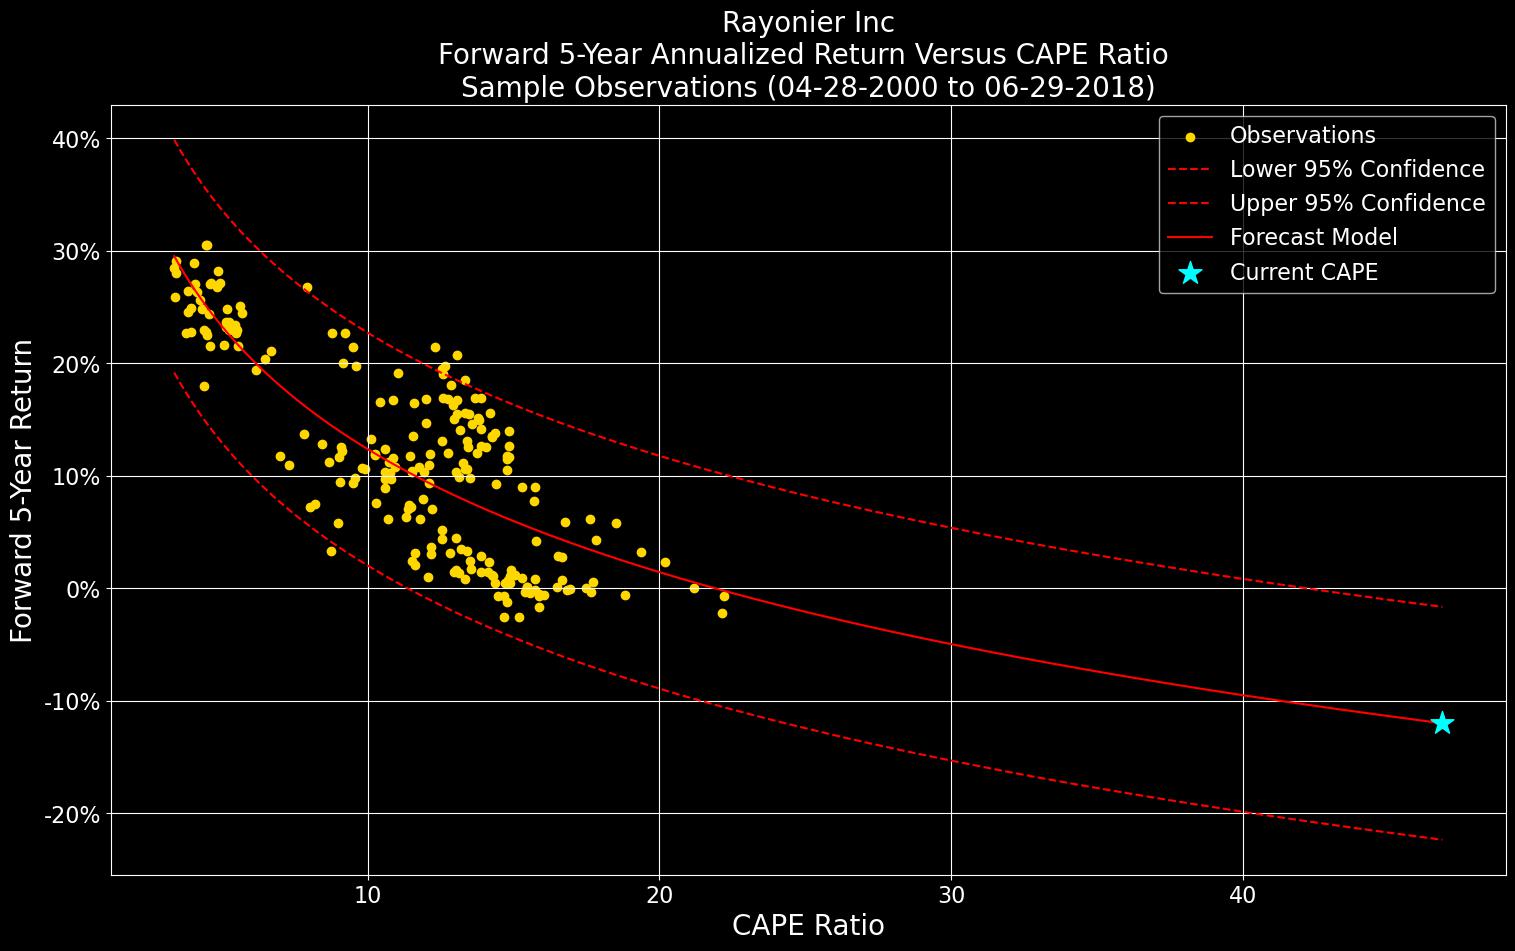 Rayonier Inc
Forward 5-Year Annualized Return Versus CAPE Ratio
Sample Observations (04-28-2000 to 06-29-2018)
Observations
Lower 95% Confidence
Upper 95% Confidence
Forecast Model
Current CAPE
Forward 5-Year Return
40%
30%
20%
10%
0%
-10%
-20%
10
20
30
40
CAPE Ratio